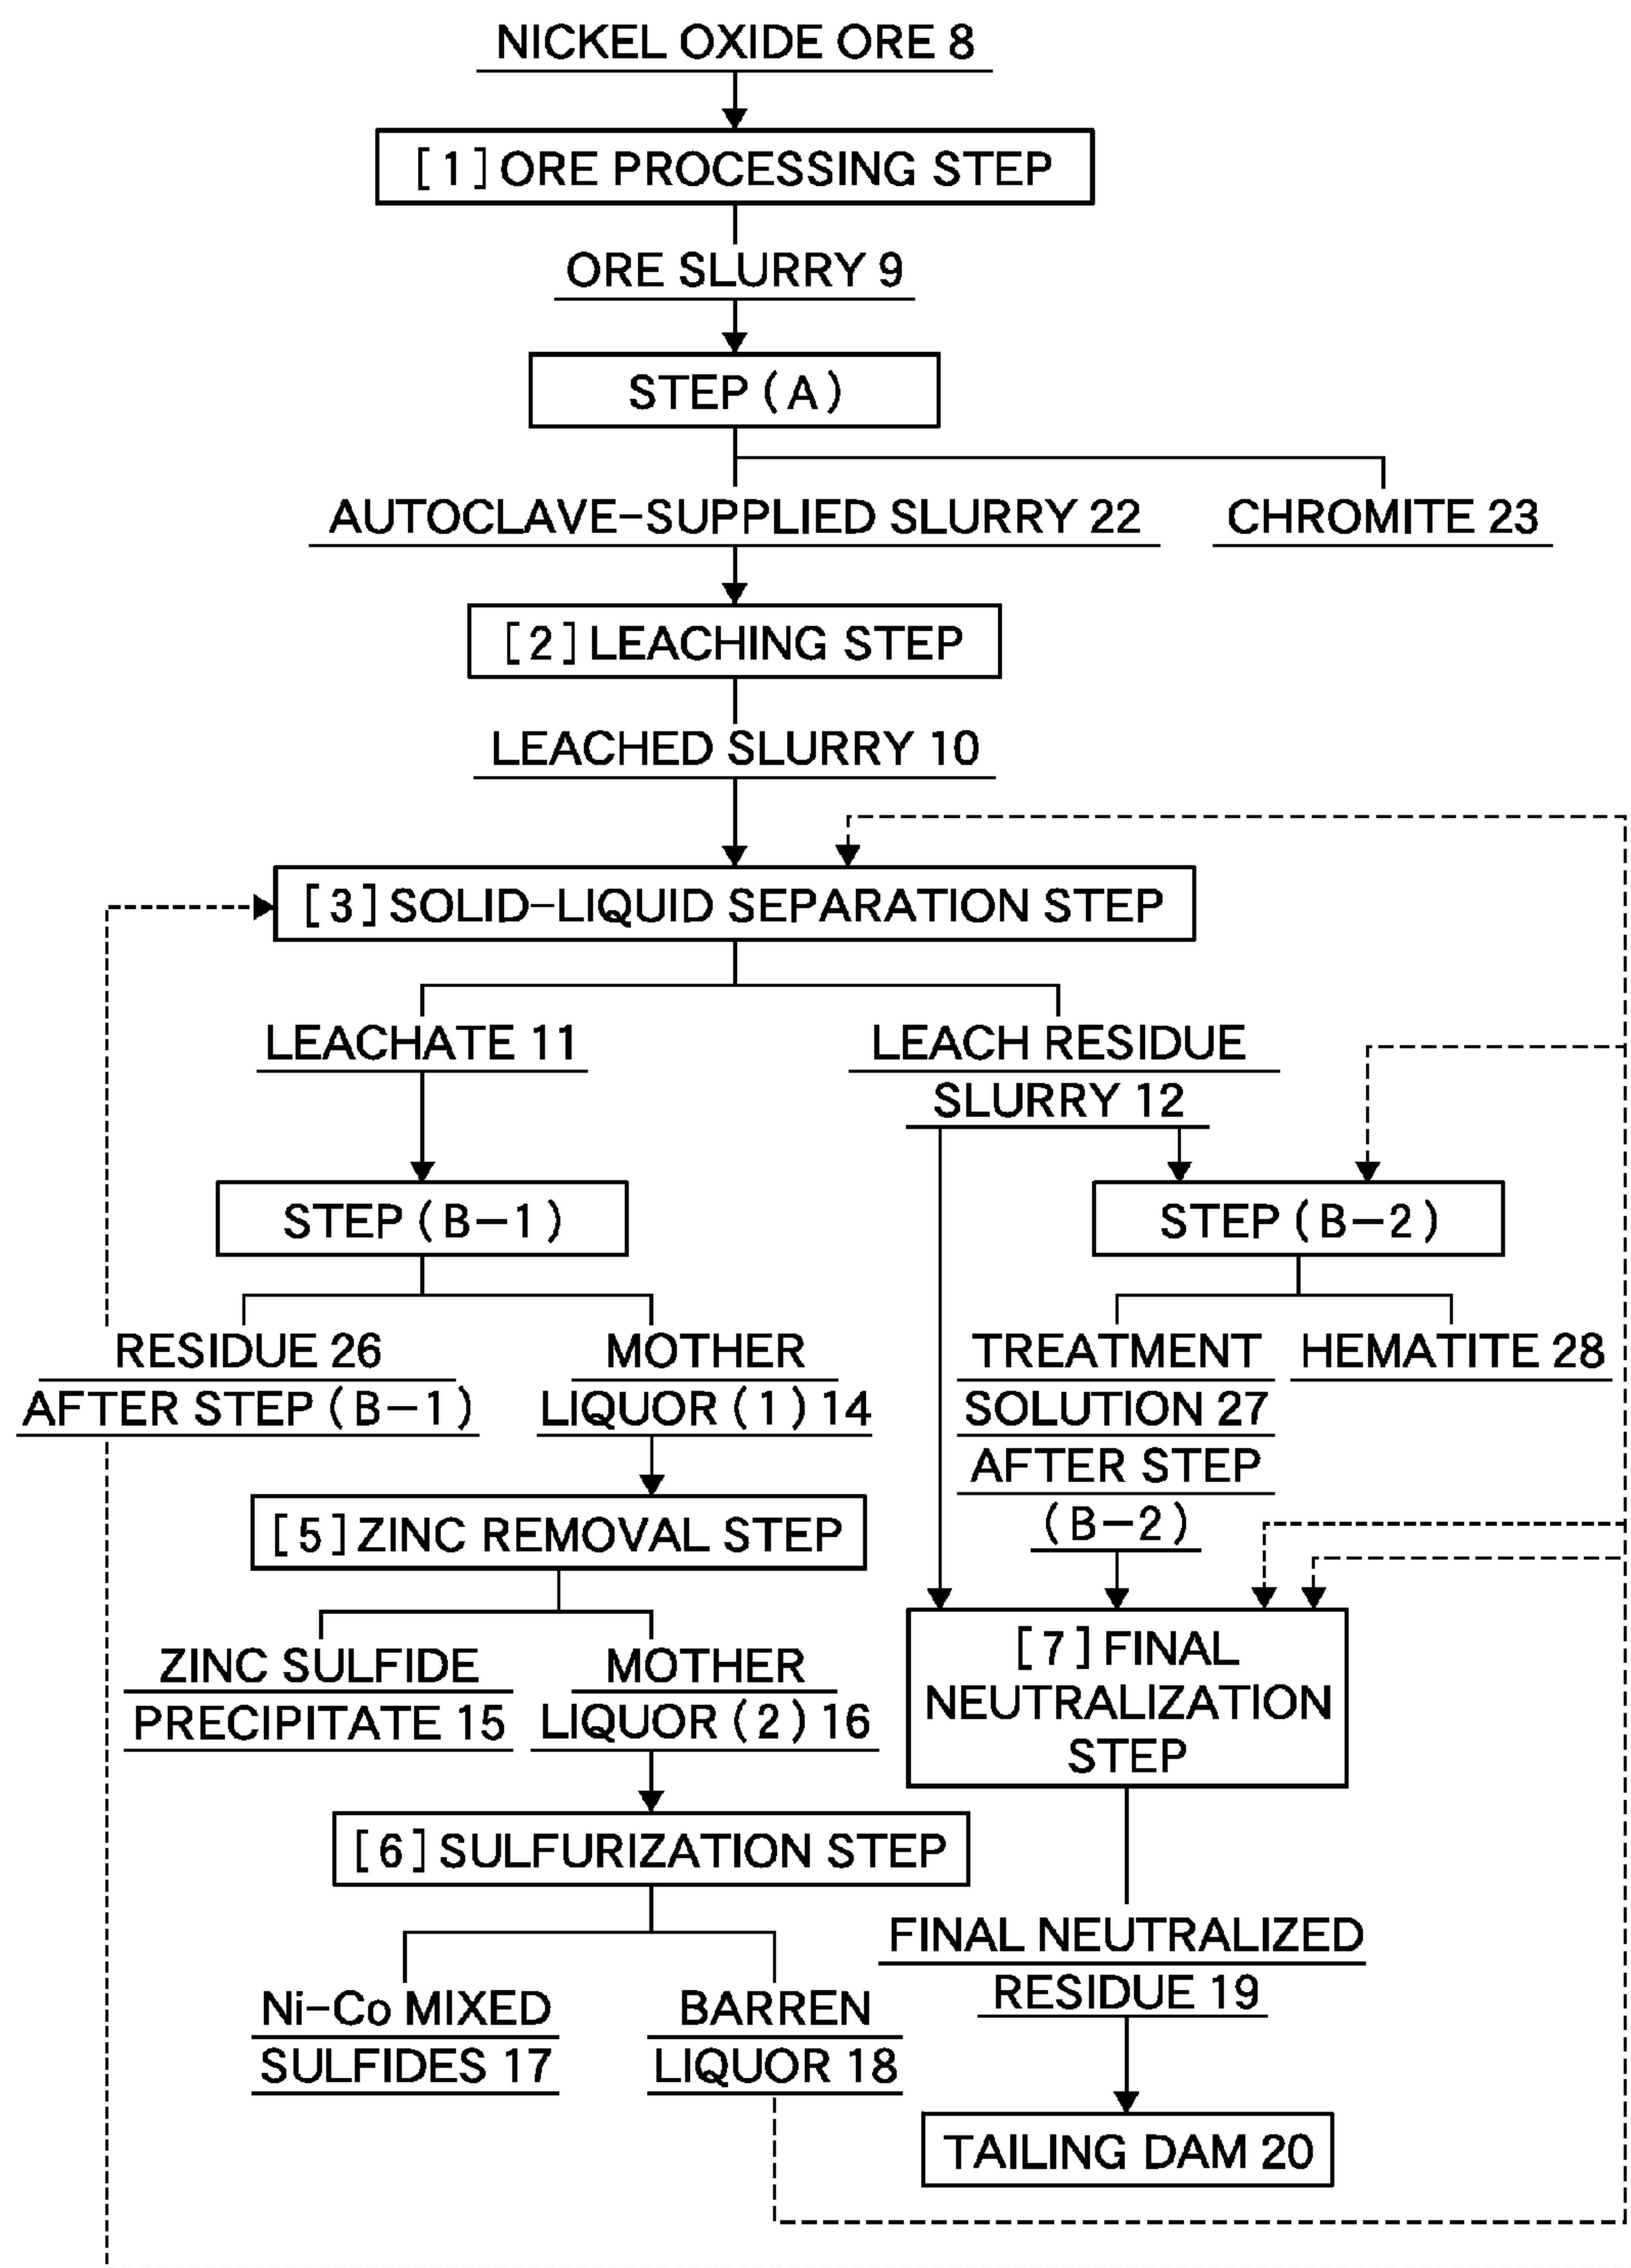 NICKEL OXIDE ORE 8
[1] ORE PROCESSING STEP
ORE SLURRY 9
STEP (A)
AUTOCLAVE-SUPPLIED SLURRY 22
CHROMITE 23
[2] LEACHING STEP
LEACHED SLURRY 10
[3] SOLID-LIQUID SEPARATION STEP
LEACHATE 11
LEACH RESIDUE
SLURRY 12
STEP (B-1)
STEP (B-2)
RESIDUE 26
AFTER STEP (B-1)
MOTHER
LIQUOR (1) 14
TREATMENT
SOLUTION 27
AFTER STEP
(B-2)
HEMATITE 28
[5] ZINC REMOVAL STEP
ZINC SULFIDE
PRECIPITATE 15
MOTHER
LIQUOR (2) 16
[7] FINAL
NEUTRALIZATION
STEP
[6] SULFURIZATION STEP
Ni-Co MIXED
SULFIDES 17
BARREN
LIQUOR 18
FINAL NEUTRALIZED
RESIDUE 19
TAILING DAM 20